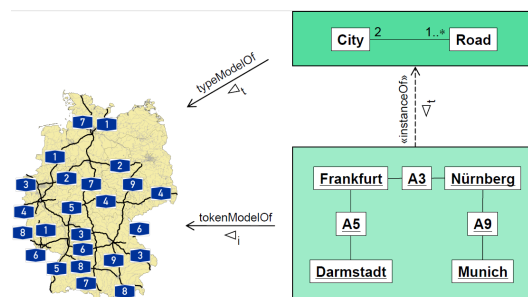 City 2 1..* Road
typeModelOf
◁t
«instanceOf»
◁t
Frankfurt A3 Nürnberg
A5 A9
Darmstadt Munich
tokenModelOf
◁i
7 1
1
2
3 2 7 9
4 5 4 4
8 1 3 6
6 6 9 3
5 8
7 8